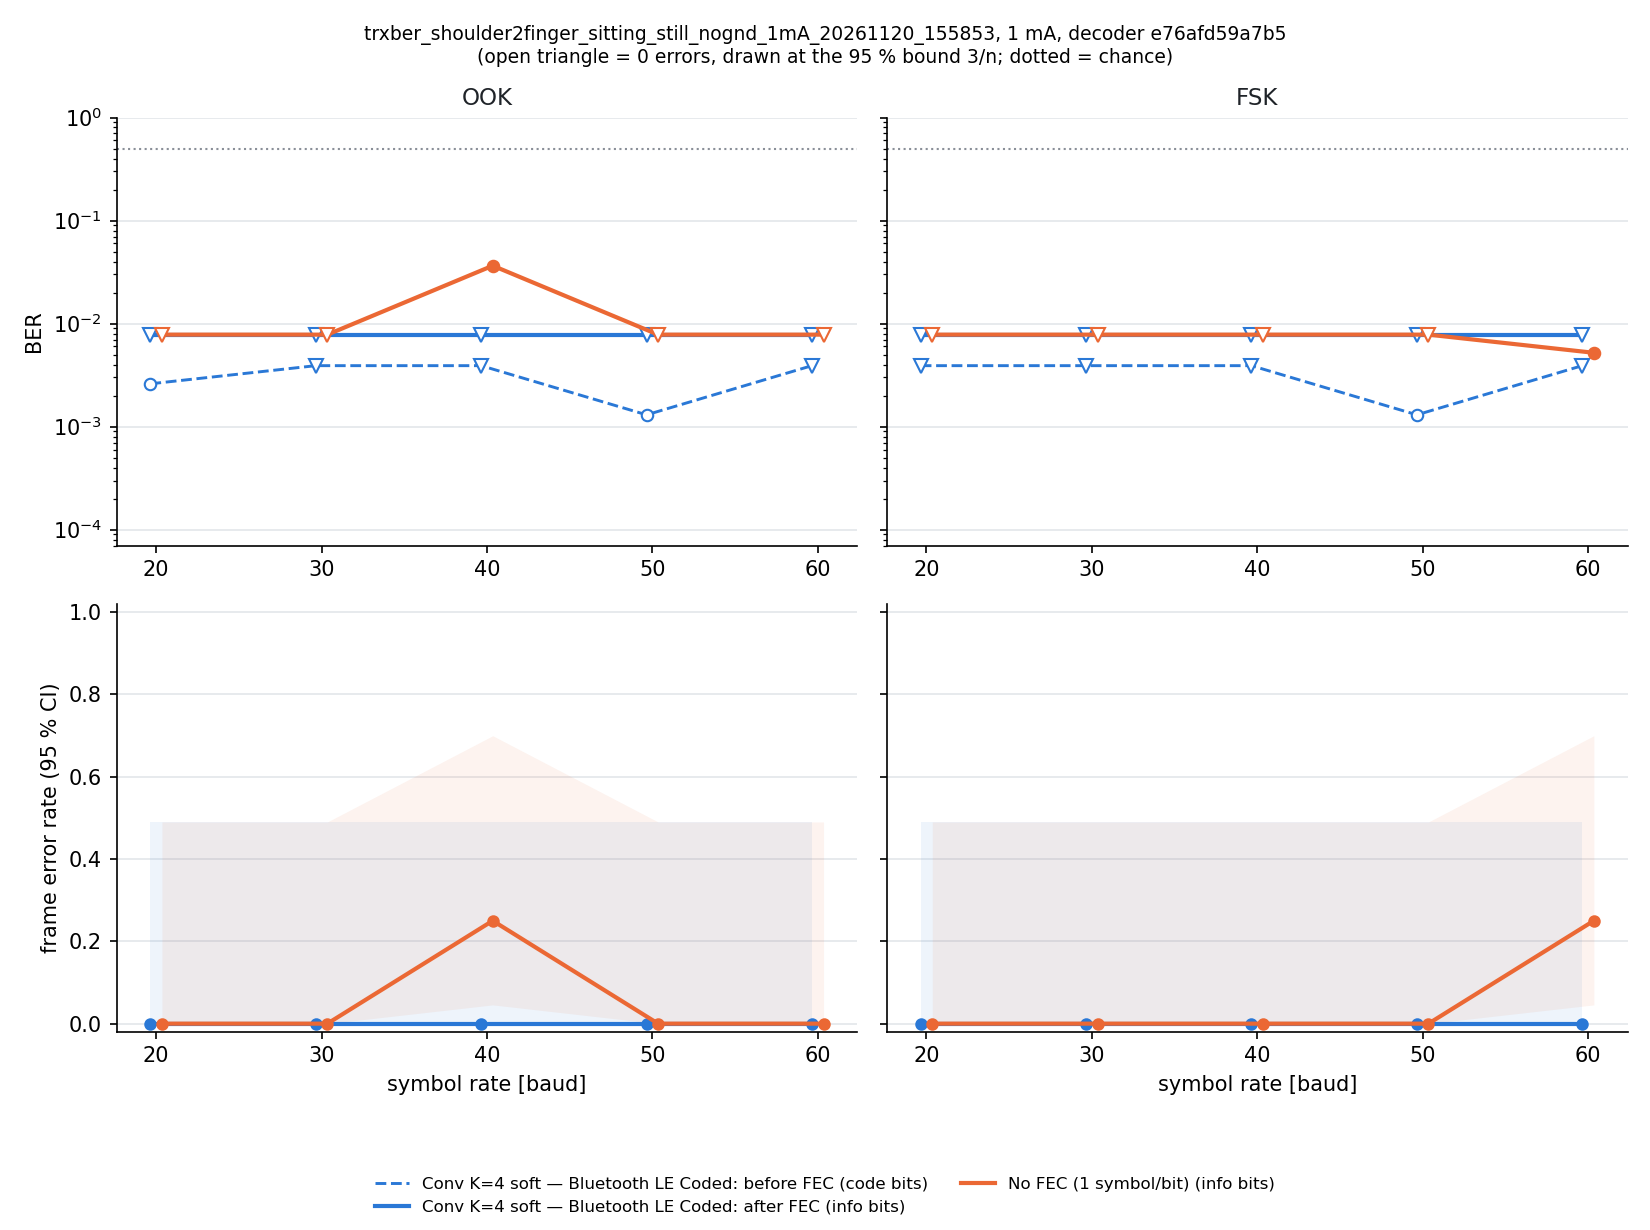 trxber_shoulder2finger_sitting_still_nognd_1mA_20261120_155853, 1 mA, decoder e76afd59a7b5
(open triangle = 0 errors, drawn at the 95 % bound 3/n; dotted = chance)
OOK
FSK
10⁰
10⁻¹
10⁻²
10⁻³
10⁻⁴
BER
20 30 40 50 60
20 30 40 50 60
1.0
0.8
0.6
0.4
0.2
0.0
frame error rate (95 % CI)
20 30 40 50 60
20 30 40 50 60
symbol rate [baud]
symbol rate [baud]
Conv K=4 soft — Bluetooth LE Coded: before FEC (code bits)
Conv K=4 soft — Bluetooth LE Coded: after FEC (info bits)
No FEC (1 symbol/bit) (info bits)